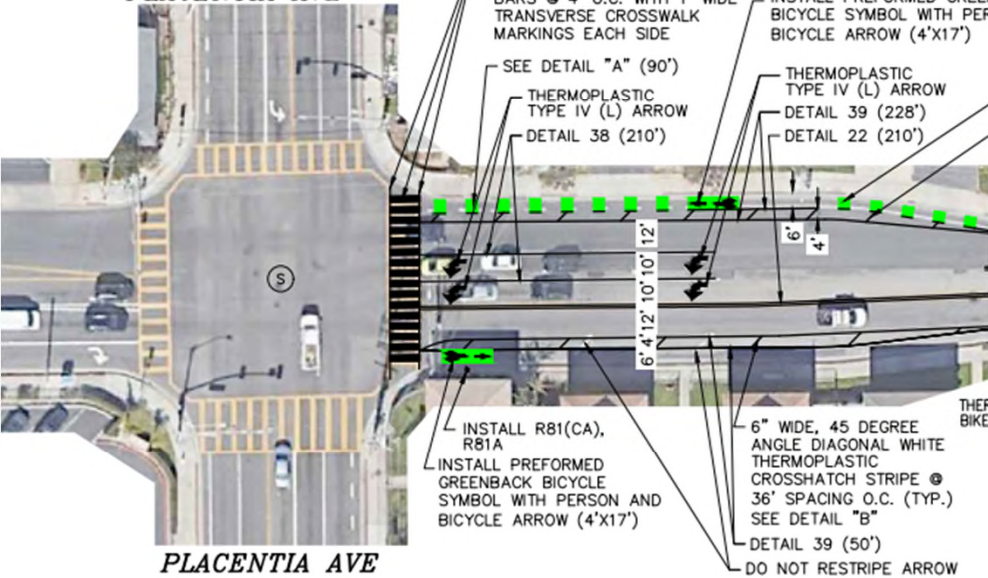 PLACENTIA AVE
BARS @ 4' O.C. WITH 1' WIDE
TRANSVERSE CROSSWALK
MARKINGS EACH SIDE
BICYCLE SYMBOL WITH PER
BICYCLE ARROW (4'X17')
SEE DETAIL "A" (90')
THERMOPLASTIC
TYPE IV (L) ARROW
DETAIL 38 (210')
THERMOPLASTIC
TYPE IV (L) ARROW
DETAIL 39 (228')
DETAIL 22 (210')
6' 4' 12' 10' 10' 12'
6'
4'
S
INSTALL R81(CA),
R81A
INSTALL PREFORMED
GREENBACK BICYCLE
SYMBOL WITH PERSON AND
BICYCLE ARROW (4'X17')
6" WIDE, 45 DEGREE
ANGLE DIAGONAL WHITE
THERMOPLASTIC
CROSSHATCH STRIPE @
36' SPACING O.C. (TYP.)
SEE DETAIL "B"
DETAIL 39 (50')
DO NOT RESTRIPE ARROW
THER
BIKE
PLACENTIA AVE